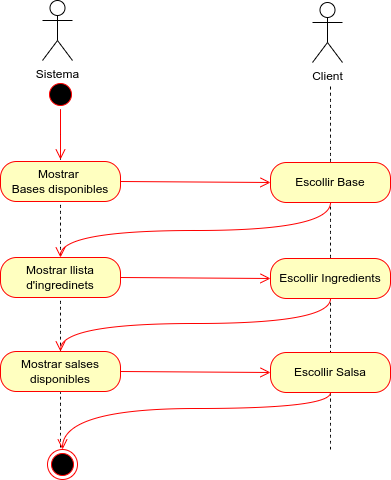 Sistema
Client
Mostrar
Bases disponibles
Escollir Base
Mostrar llista
d'ingredinets
Escollir Ingredients
Mostrar salses
disponibles
Escollir Salsa